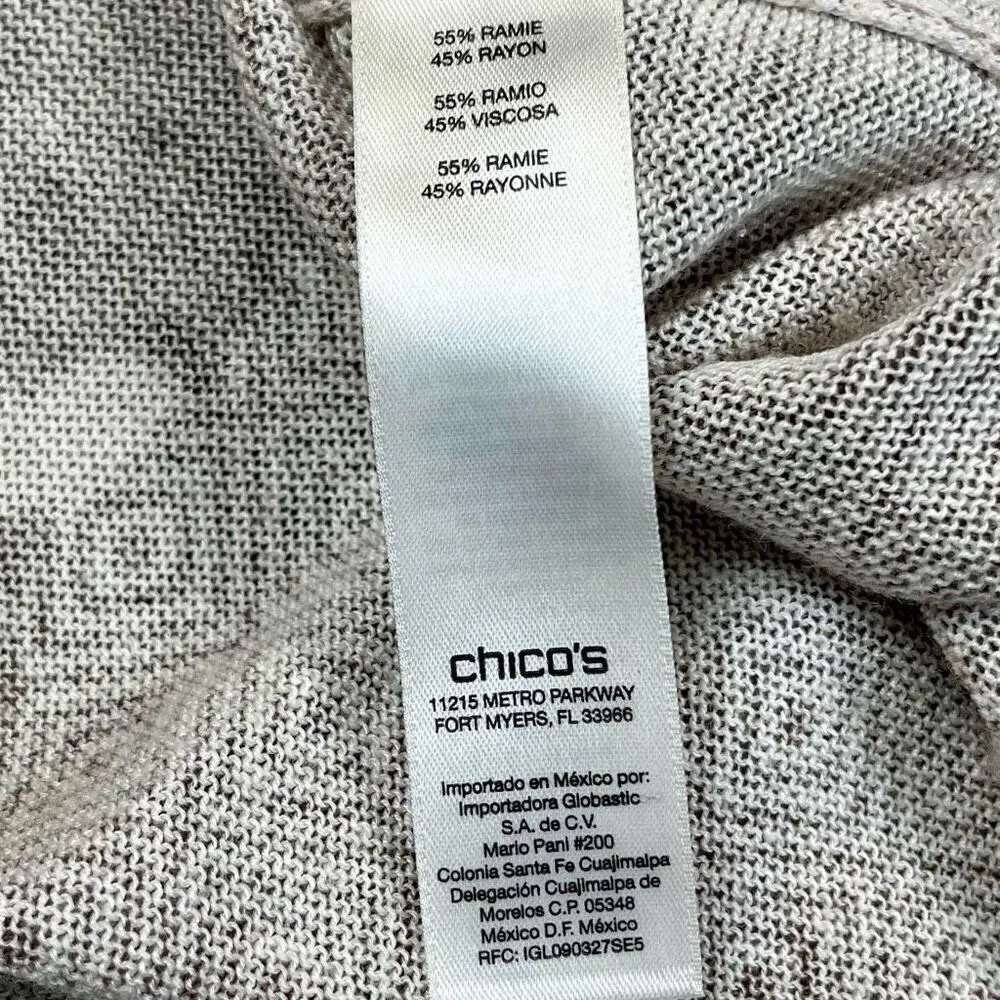 55% RAMIE
45% RAYON
55% RAMIO
45% VISCOSA
55% RAMIE
45% RAYONNE
chico's
11215 METRO PARKWAY
FORT MYERS, FL 33966
Importado en México por:
Importadora Globastic
S.A. de C.V.
Mario Pani #200
Colonia Santa Fe Cuajimalpa
Delegación Cuajimalpa de
Morelos C.P. 05348
México D.F. México
RFC: IGL090327SE5